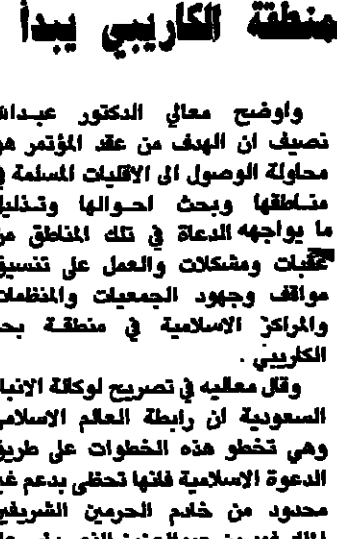 منطقة الكاريبي يبدأ
واوضح معالي الدكتور عبدالله
نصيف ان الهدف من عقد المؤتمر هو
محاولة الوصول الى الاقليات المسلمة في
مناطقها وبحث احوالها وتذليل
ما يواجهه الدعاة في تلك المناطق من
عقبات ومشكلات والعمل على تنسيق
مواقف وجهود الجمعيات والمنظمات
والمراكز الاسلامية في منطقة بحر
الكاريبي .
وقال معاليه في تصريح لوكالة الانباء
السعودية ان رابطة العالم الاسلامي
وهي تخطو هذه الخطوات على طريق
الدعوة الاسلامية فانها تحظى بدعم غير
محدود من خادم الحرمين الشريفين